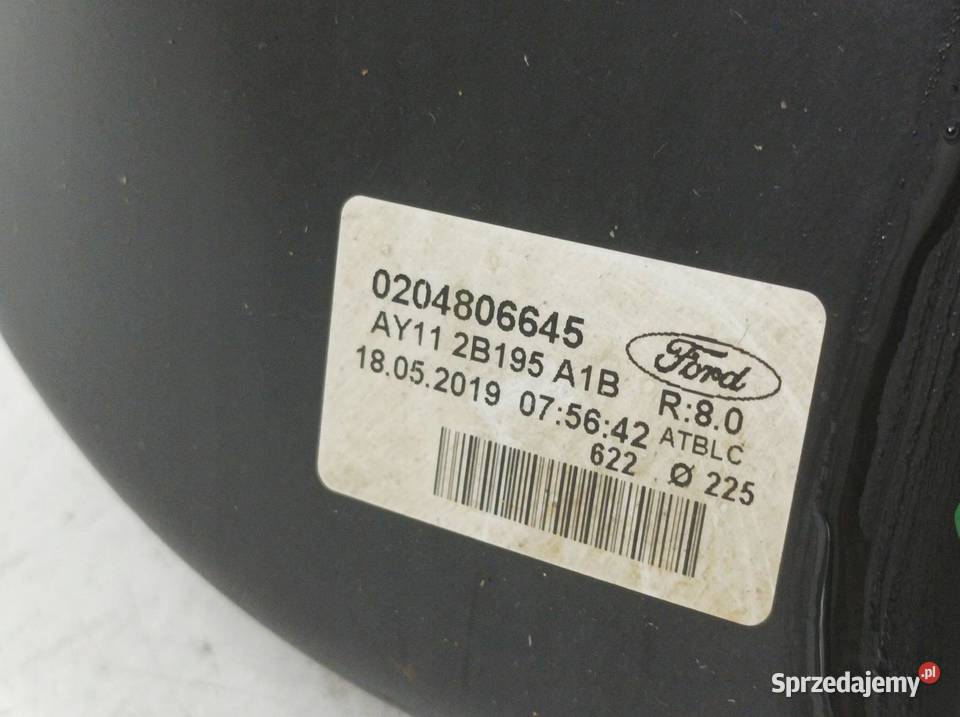 0204806645
AY11 2B195 A1B
Ford
18.05.2019 07:56:42
R:8.0
ATBLC
622 Ø 225
Sprzedajemy.pl